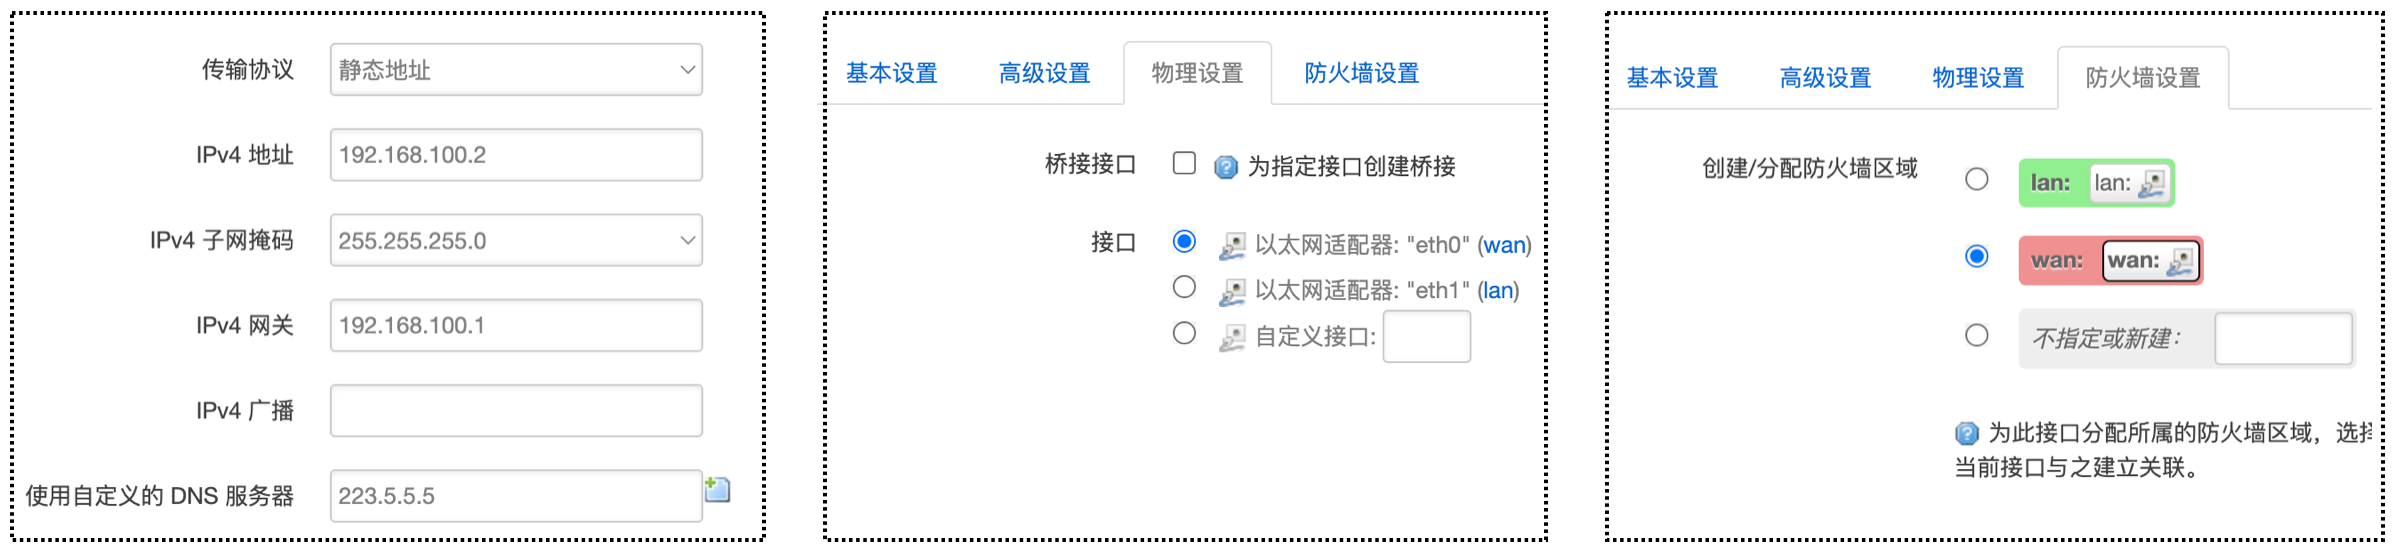 传输协议 静态地址
IPv4 地址 192.168.100.2
IPv4 子网掩码 255.255.255.0
IPv4 网关 192.168.100.1
IPv4 广播
使用自定义的 DNS 服务器 223.5.5.5
基本设置 高级设置 物理设置 防火墙设置
桥接接口 为指定接口创建桥接
接口 以太网适配器: "eth0" (wan)
以太网适配器: "eth1" (lan)
自定义接口:
基本设置 高级设置 物理设置 防火墙设置
创建/分配防火墙区域 lan: lan:
wan: wan:
不指定或新建:
为此接口分配所属的防火墙区域，选择
当前接口与之建立关联。